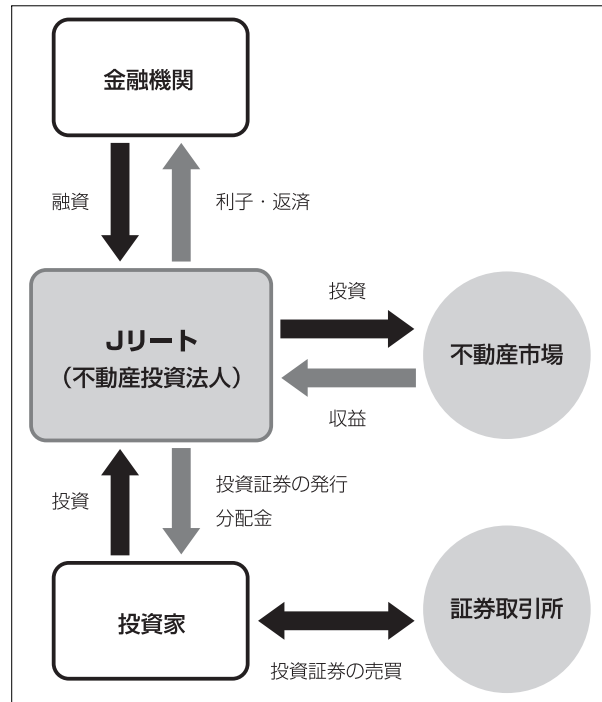 金融機関
融資
利子・返済
Jリート
（不動産投資法人）
投資
不動産市場
収益
投資
投資証券の発行
分配金
投資家
証券取引所
投資証券の売買